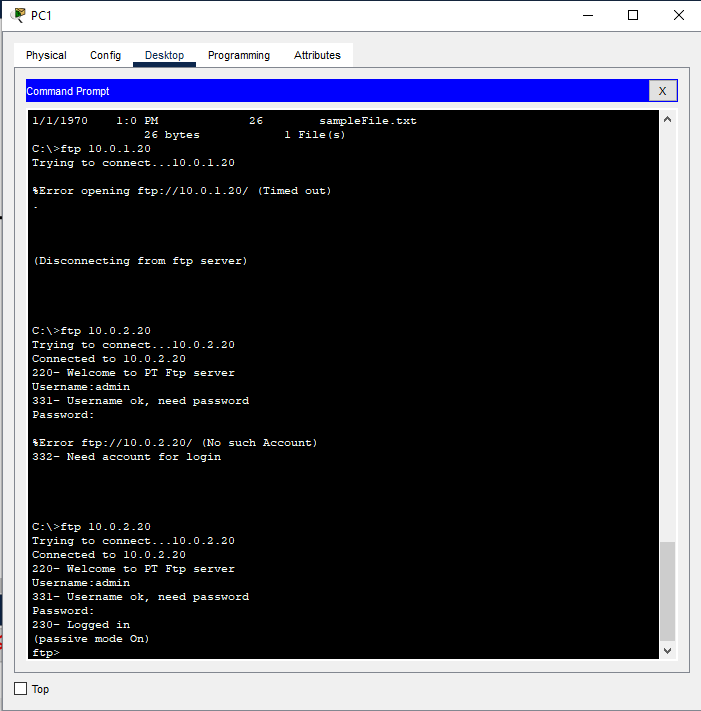 PC1
Physical Config Desktop Programming Attributes
Command Prompt X
1/1/1970 1:0 PM 26 sampleFile.txt
26 bytes 1 File(s)
C:\>ftp 10.0.1.20
Trying to connect...10.0.1.20
%Error opening ftp://10.0.1.20/ (Timed out)
.
(Disconnecting from ftp server)
C:\>ftp 10.0.2.20
Trying to connect...10.0.2.20
Connected to 10.0.2.20
220- Welcome to PT Ftp server
Username:admin
331- Username ok, need password
Password:
%Error ftp://10.0.2.20/ (No such Account)
332- Need account for login
C:\>ftp 10.0.2.20
Trying to connect...10.0.2.20
Connected to 10.0.2.20
220- Welcome to PT Ftp server
Username:admin
331- Username ok, need password
Password:
230- Logged in
(passive mode On)
ftp>
Top